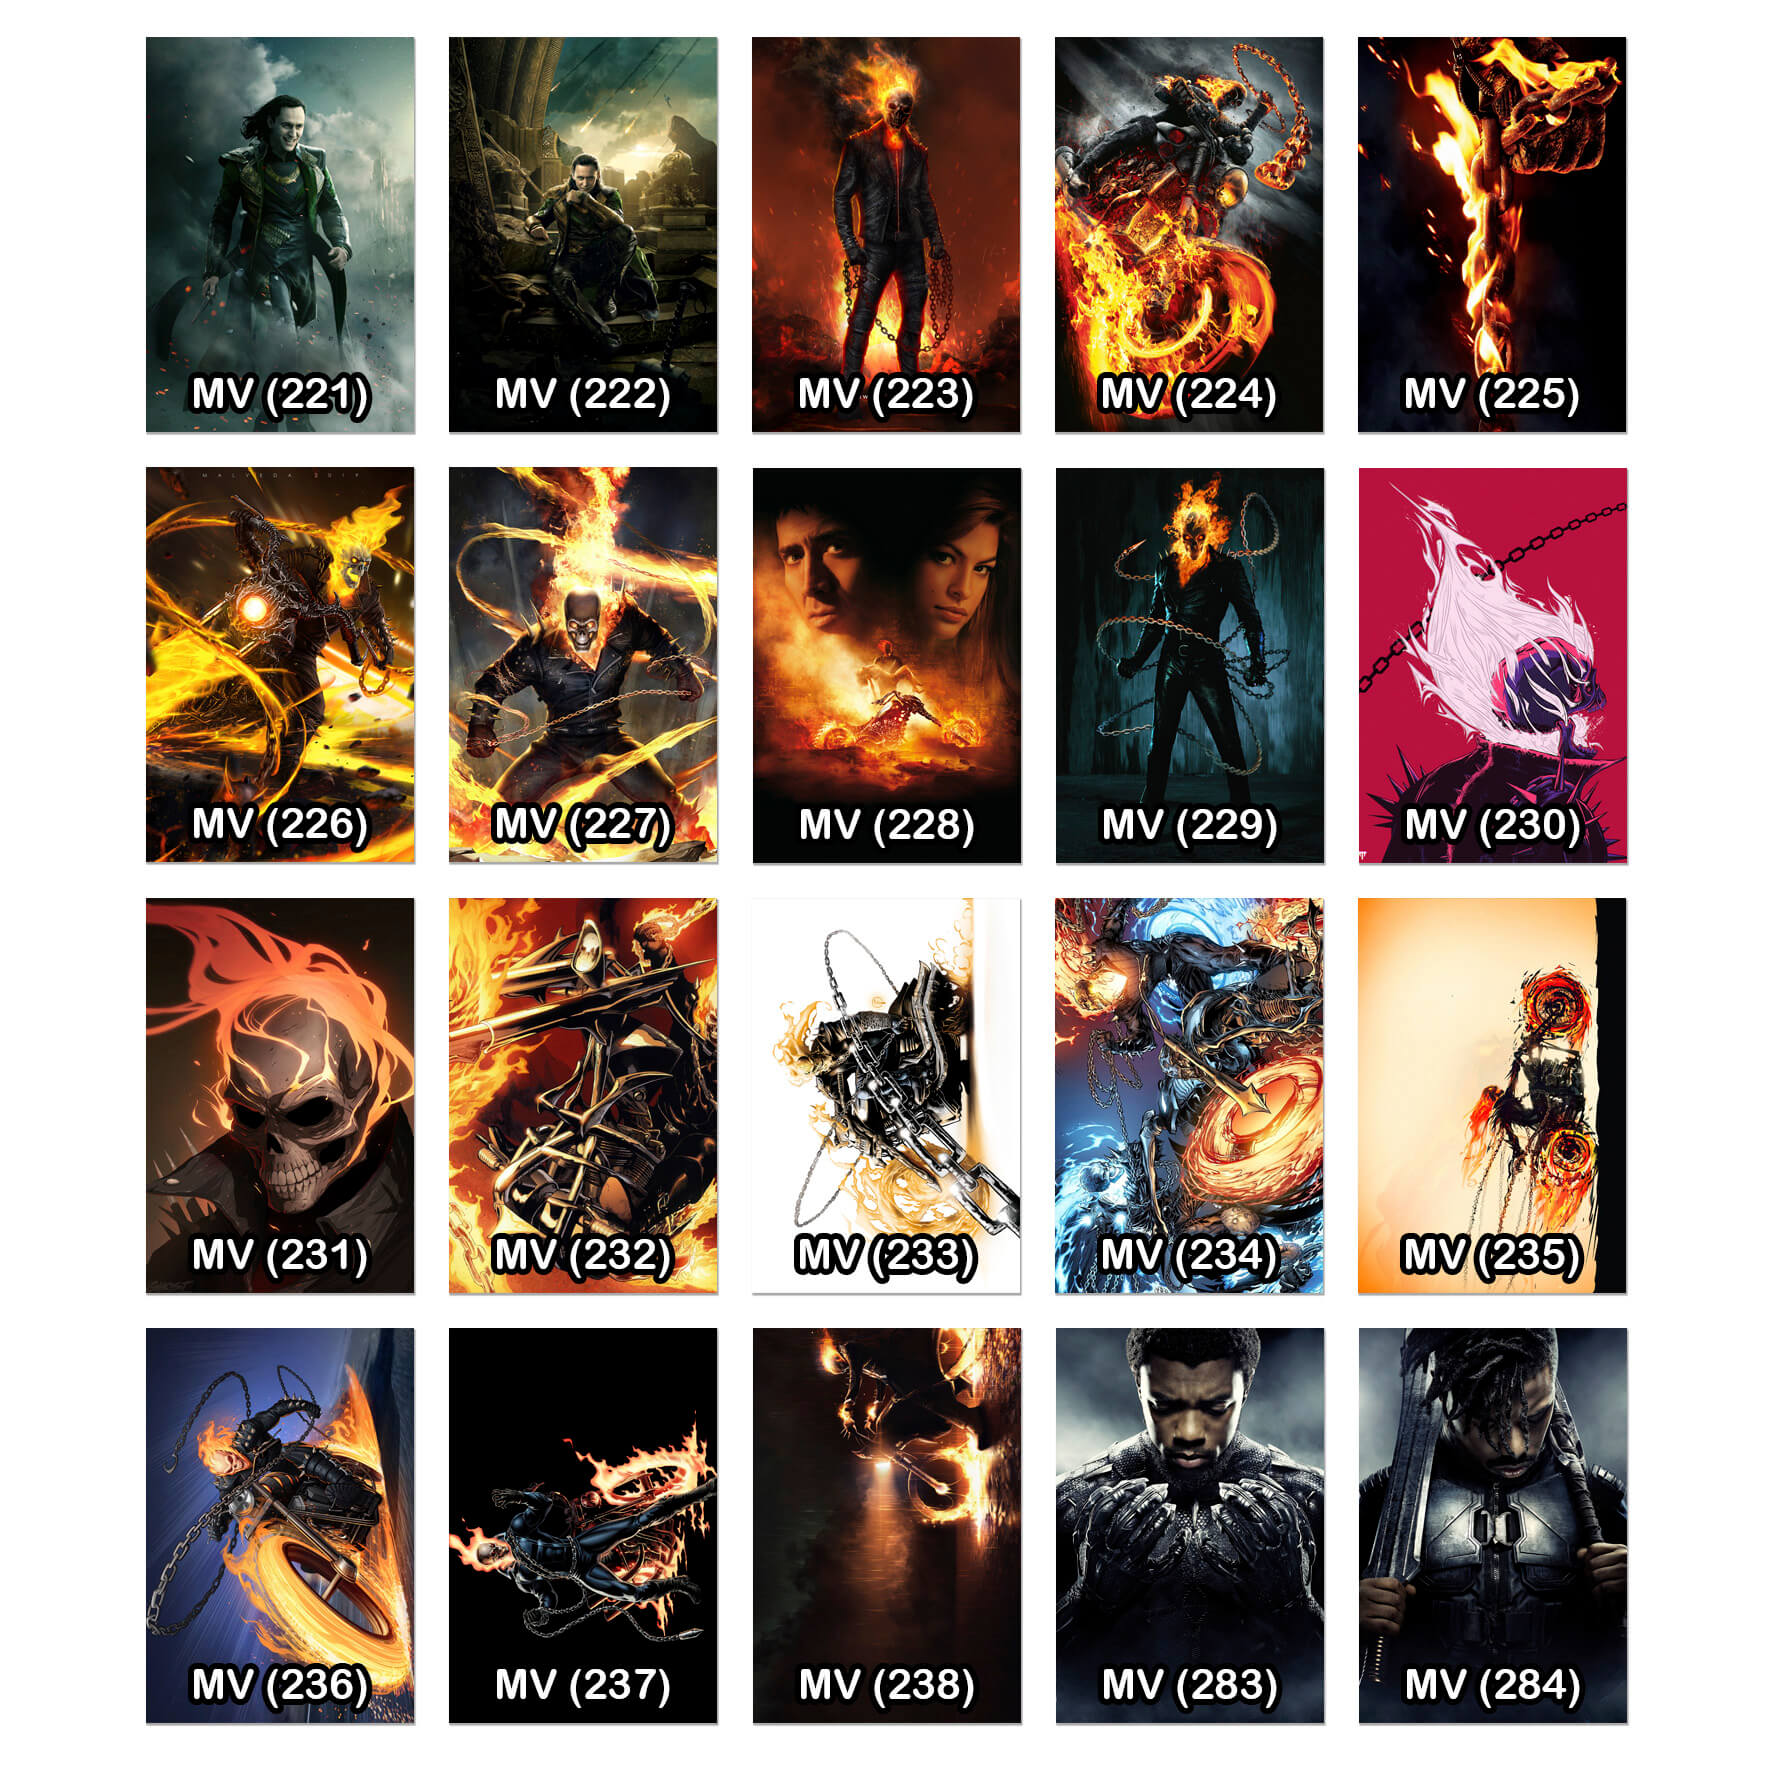 MV (221)
MV (222)
MV (223)
MV (224)
MV (225)
MALVEDA 2019
MV (226)
MV (227)
MV (228)
MV (229)
MV (230)
MV (231)
MV (232)
MV (233)
MV (234)
MV (235)
MV (236)
MV (237)
MV (238)
MV (283)
MV (284)